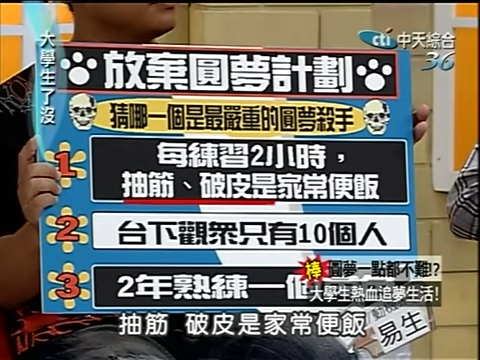 大學生了沒
cti 中天綜合
36
放棄圓夢計劃
猜哪一個是最嚴重的圓夢殺手
1 每練習2小時，
抽筋、破皮是家常便飯
2 台下觀眾只有10個人
3 2年熟練一個
棒 圓夢一點都不難!?
大學生熱血追夢生活!
抽筋 破皮是家常便飯
易生